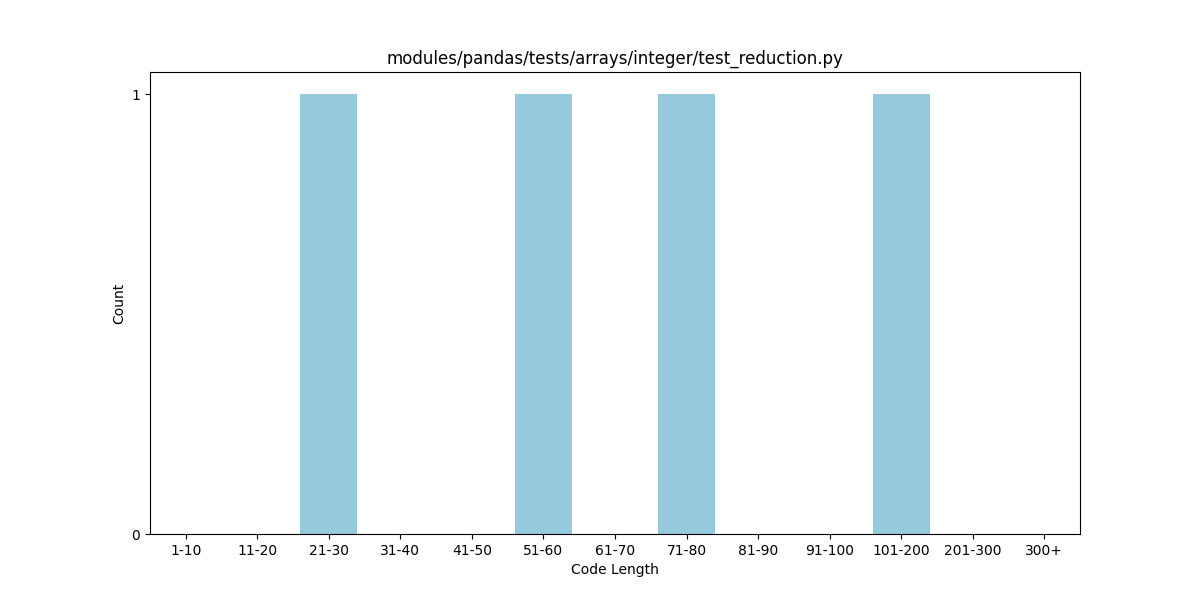 modules/pandas/tests/arrays/integer/test_reduction.py
1
Count
0
1-10 11-20 21-30 31-40 41-50 51-60 61-70 71-80 81-90 91-100 101-200 201-300 300+
Code Length